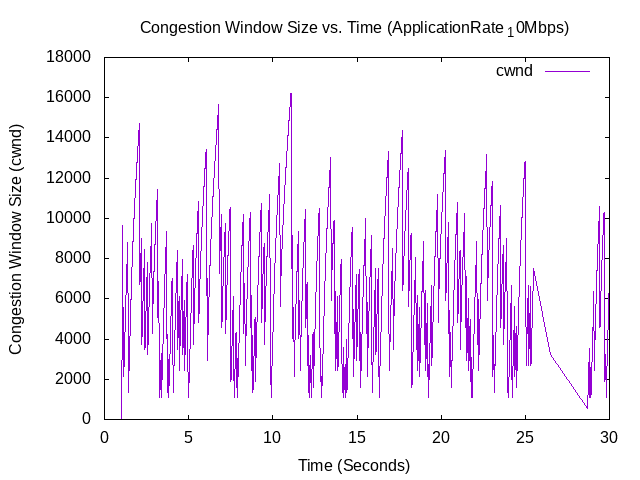 Congestion Window Size vs. Time (ApplicationRate10Mbps)
18000
cwnd
16000
14000
12000
10000
8000
6000
4000
2000
0
Congestion Window Size (cwnd)
0 5 10 15 20 25 30
Time (Seconds)